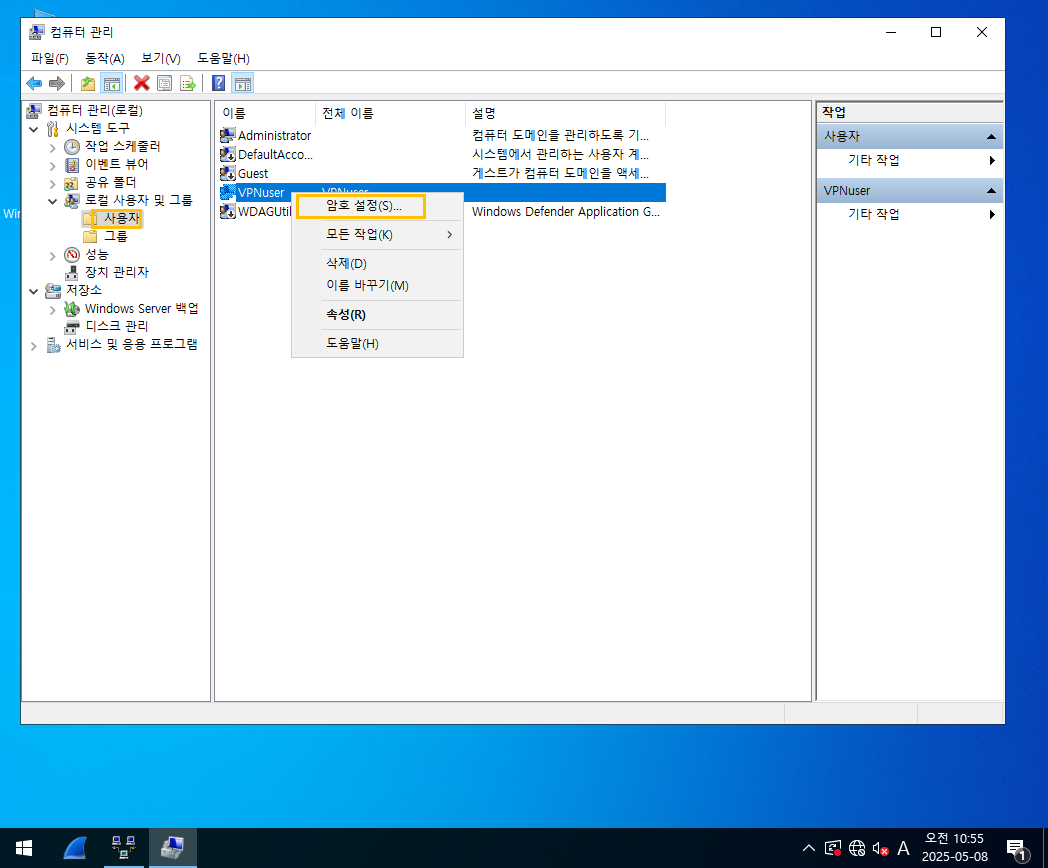 컴퓨터 관리
파일(F) 동작(A) 보기(V) 도움말(H)
컴퓨터 관리(로컬)
시스템 도구
작업 스케줄러
이벤트 뷰어
공유 폴더
로컬 사용자 및 그룹
사용자
그룹
성능
장치 관리자
저장소
Windows Server 백업
디스크 관리
서비스 및 응용 프로그램
이름 전체 이름 설명
Administrator 컴퓨터 도메인을 관리하도록 기...
DefaultAcco... 시스템에서 관리하는 사용자 계...
Guest 게스트가 컴퓨터 도메인을 액세...
VPNuser VPNuser
WDAGUtil Windows Defender Application G...
암호 설정(S)...
모든 작업(K)
삭제(D)
이름 바꾸기(M)
속성(R)
도움말(H)
작업
사용자
기타 작업
VPNuser
기타 작업
Win
A
오전 10:55
2025-05-08
1